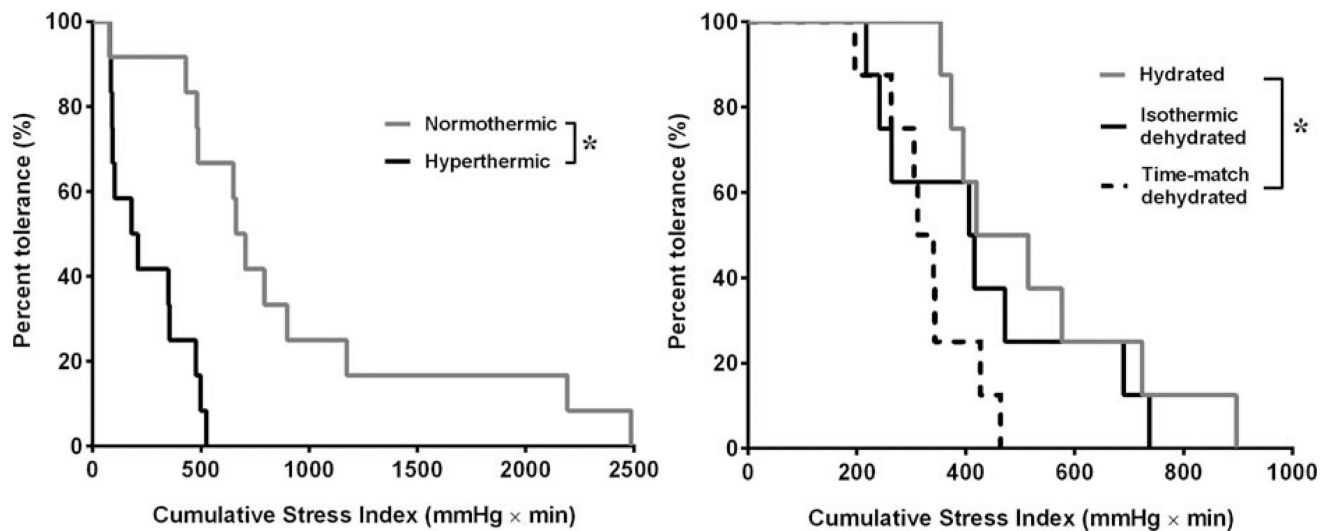 100
80
60
40
20
0
Percent tolerance (%)
Normothermic
Hyperthermic
*
0 500 1000 1500 2000 2500
Cumulative Stress Index (mmHg × min)
100
80
60
40
20
0
Percent tolerance (%)
Hydrated
Isothermic
dehydrated
Time-match
dehydrated
*
0 200 400 600 800 1000
Cumulative Stress Index (mmHg × min)